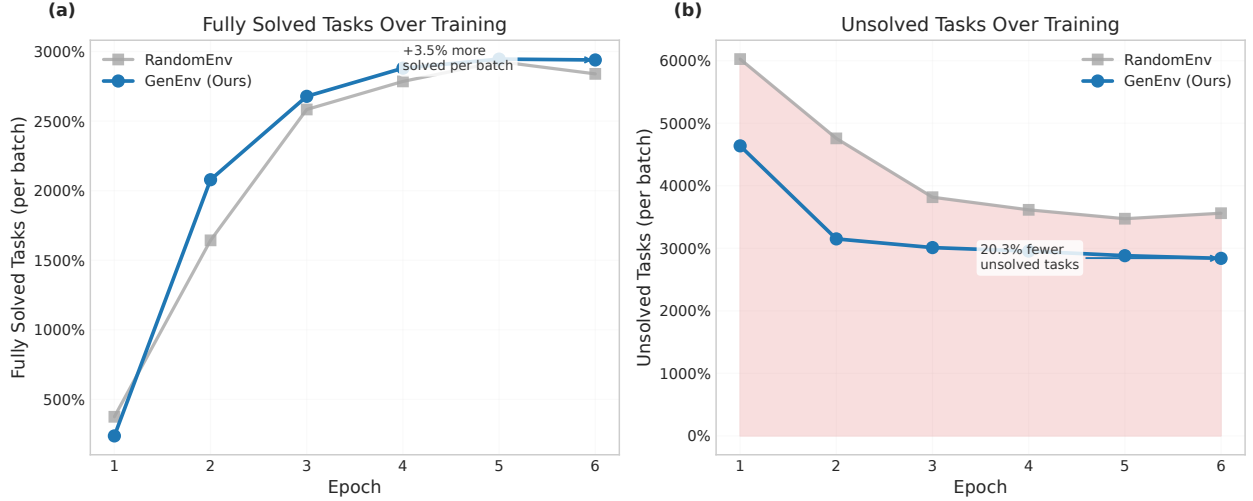 (a)
Fully Solved Tasks Over Training
Fully Solved Tasks (per batch)
3000%
2500%
2000%
1500%
1000%
500%
RandomEnv
GenEnv (Ours)
+3.5% more
solved per batch
1 2 3 4 5 6
Epoch
(b)
Unsolved Tasks Over Training
Unsolved Tasks (per batch)
6000%
5000%
4000%
3000%
2000%
1000%
0%
RandomEnv
GenEnv (Ours)
20.3% fewer
unsolved tasks
1 2 3 4 5 6
Epoch